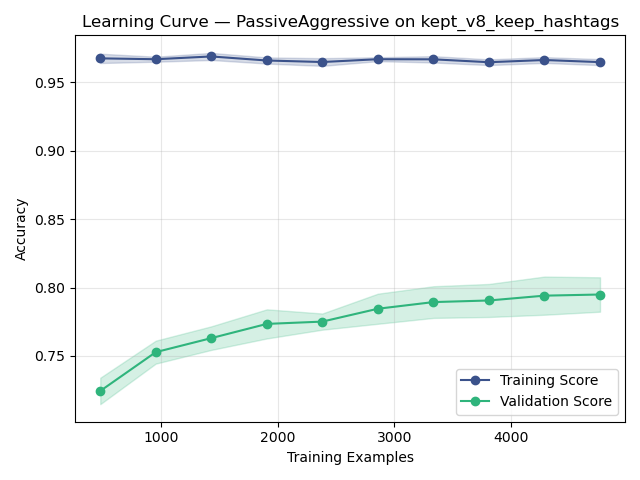 Learning Curve — PassiveAggressive on kept_v8_keep_hashtags
0.95
0.90
0.85
0.80
0.75
Accuracy
1000 2000 3000 4000
Training Examples
Training Score
Validation Score